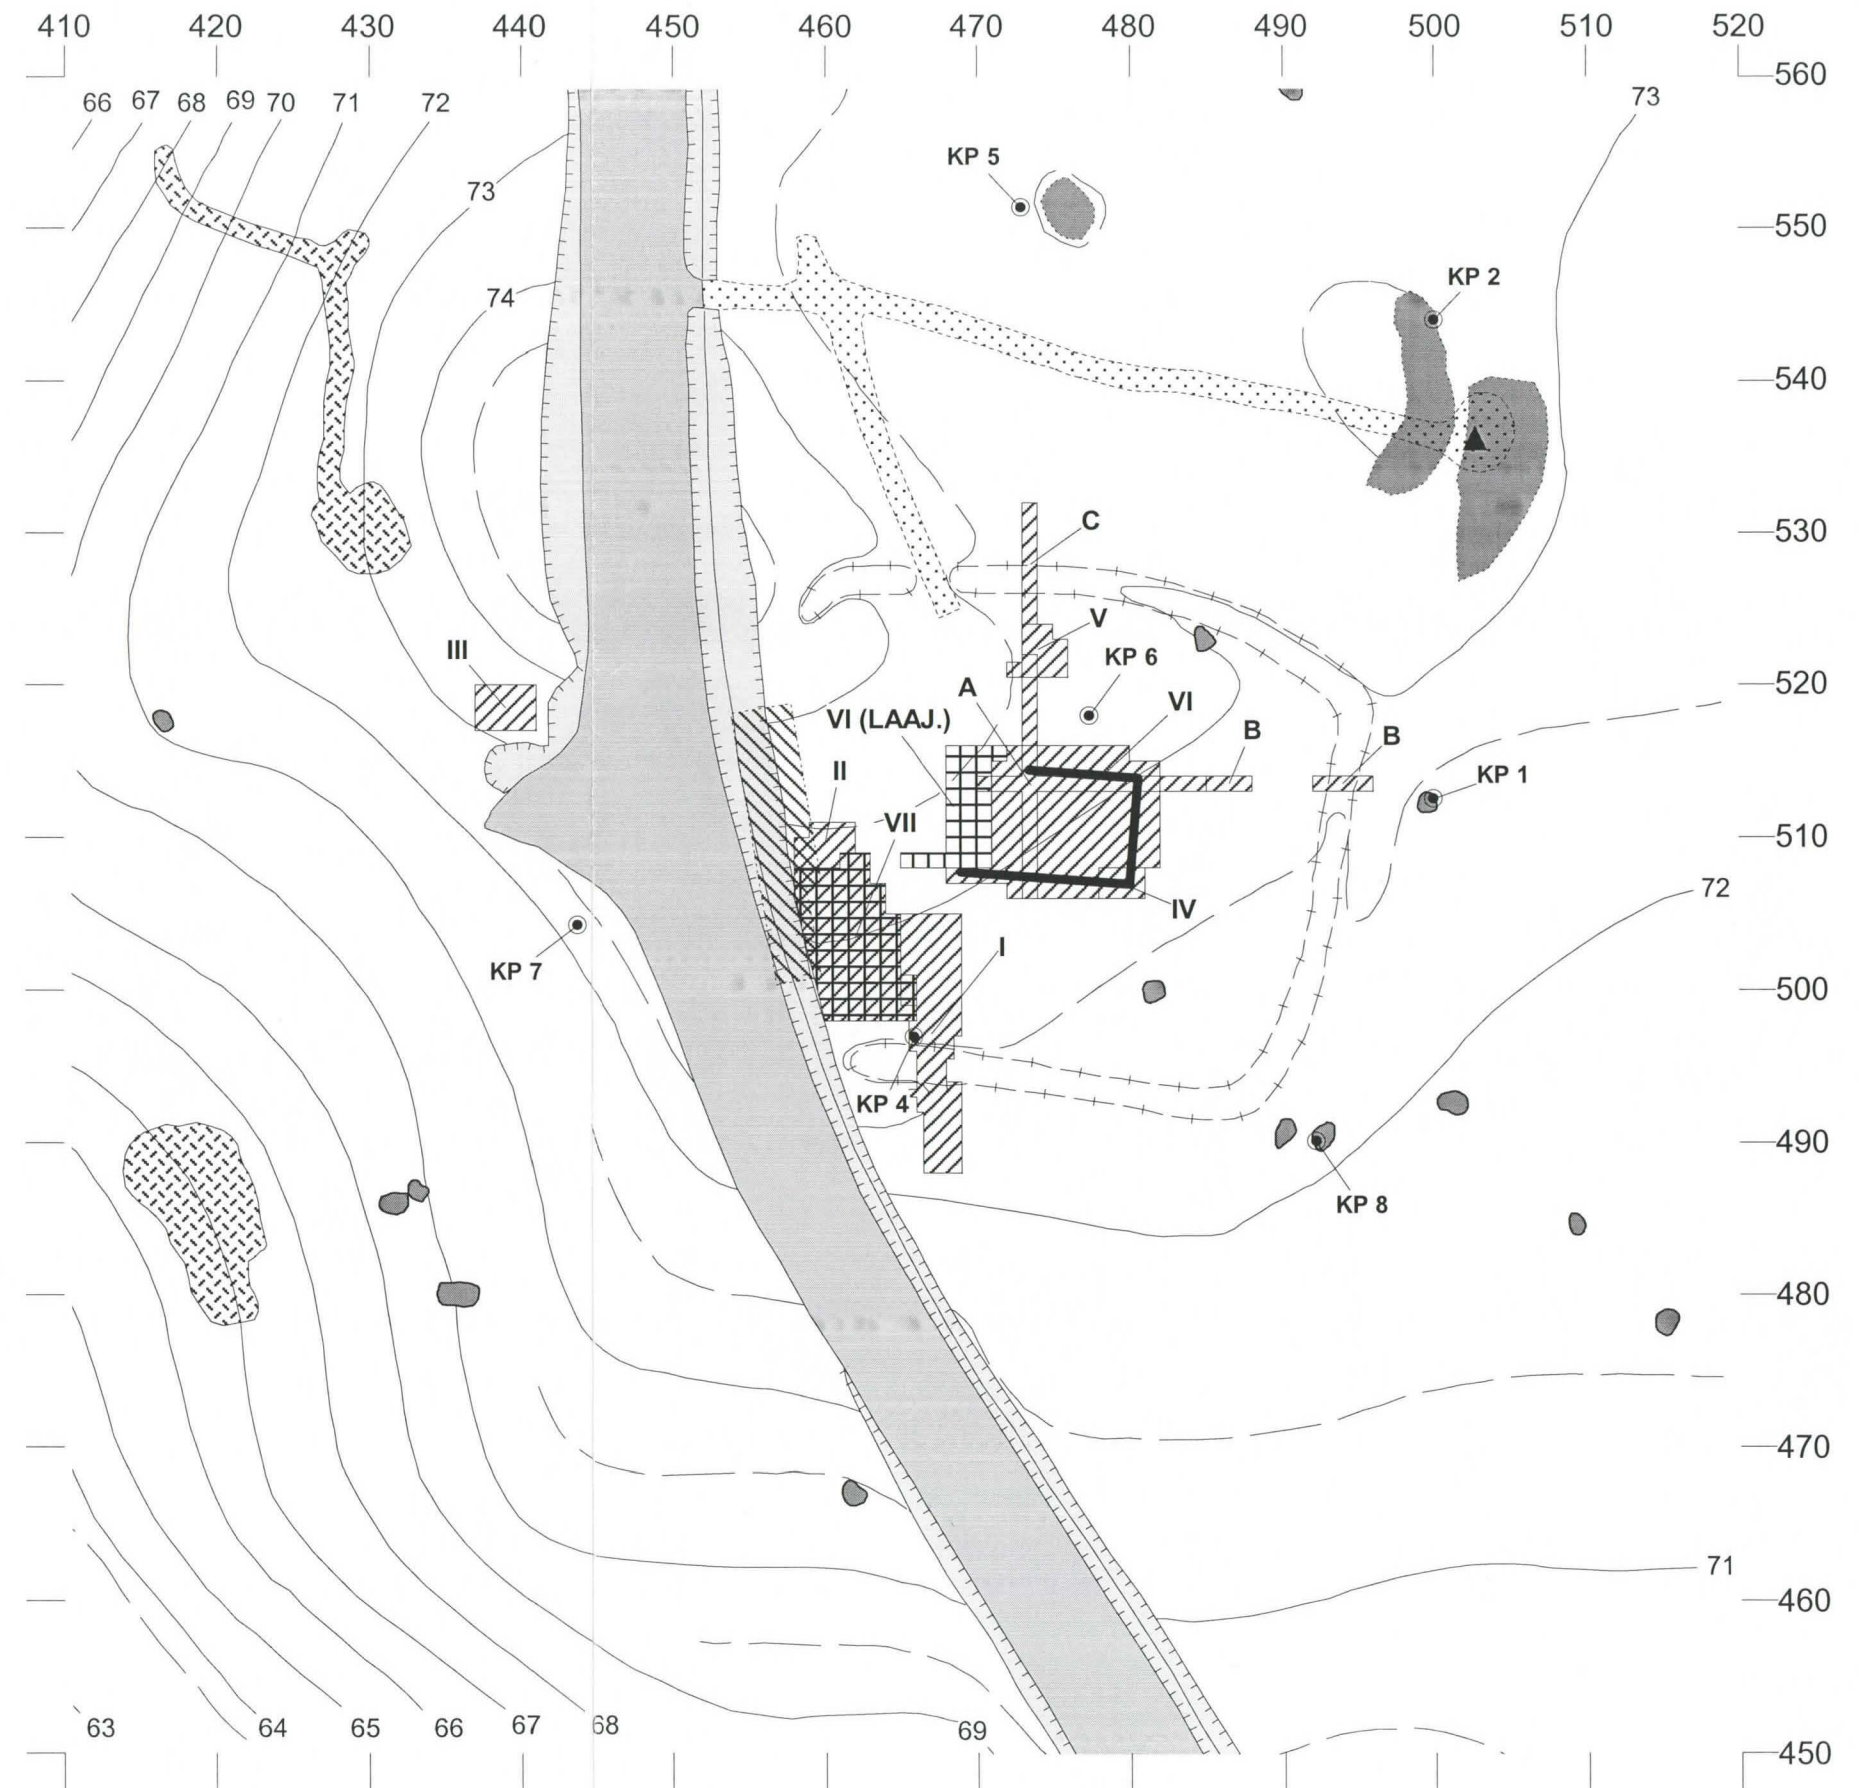 410 420 430 440 450 460 470 480 490 500 510 520
560
66 67 68 69 70 71 72
73
KP 5
73
550
KP 2
74
540
530
C
V
III
KP 6
520
A
VI
VI (LAAJ.)
B
B
II
KP 1
VII
510
72
IV
I
KP 7
500
KP 4
490
KP 8
480
470
71
460
63 64 65 66 67 68 69
450